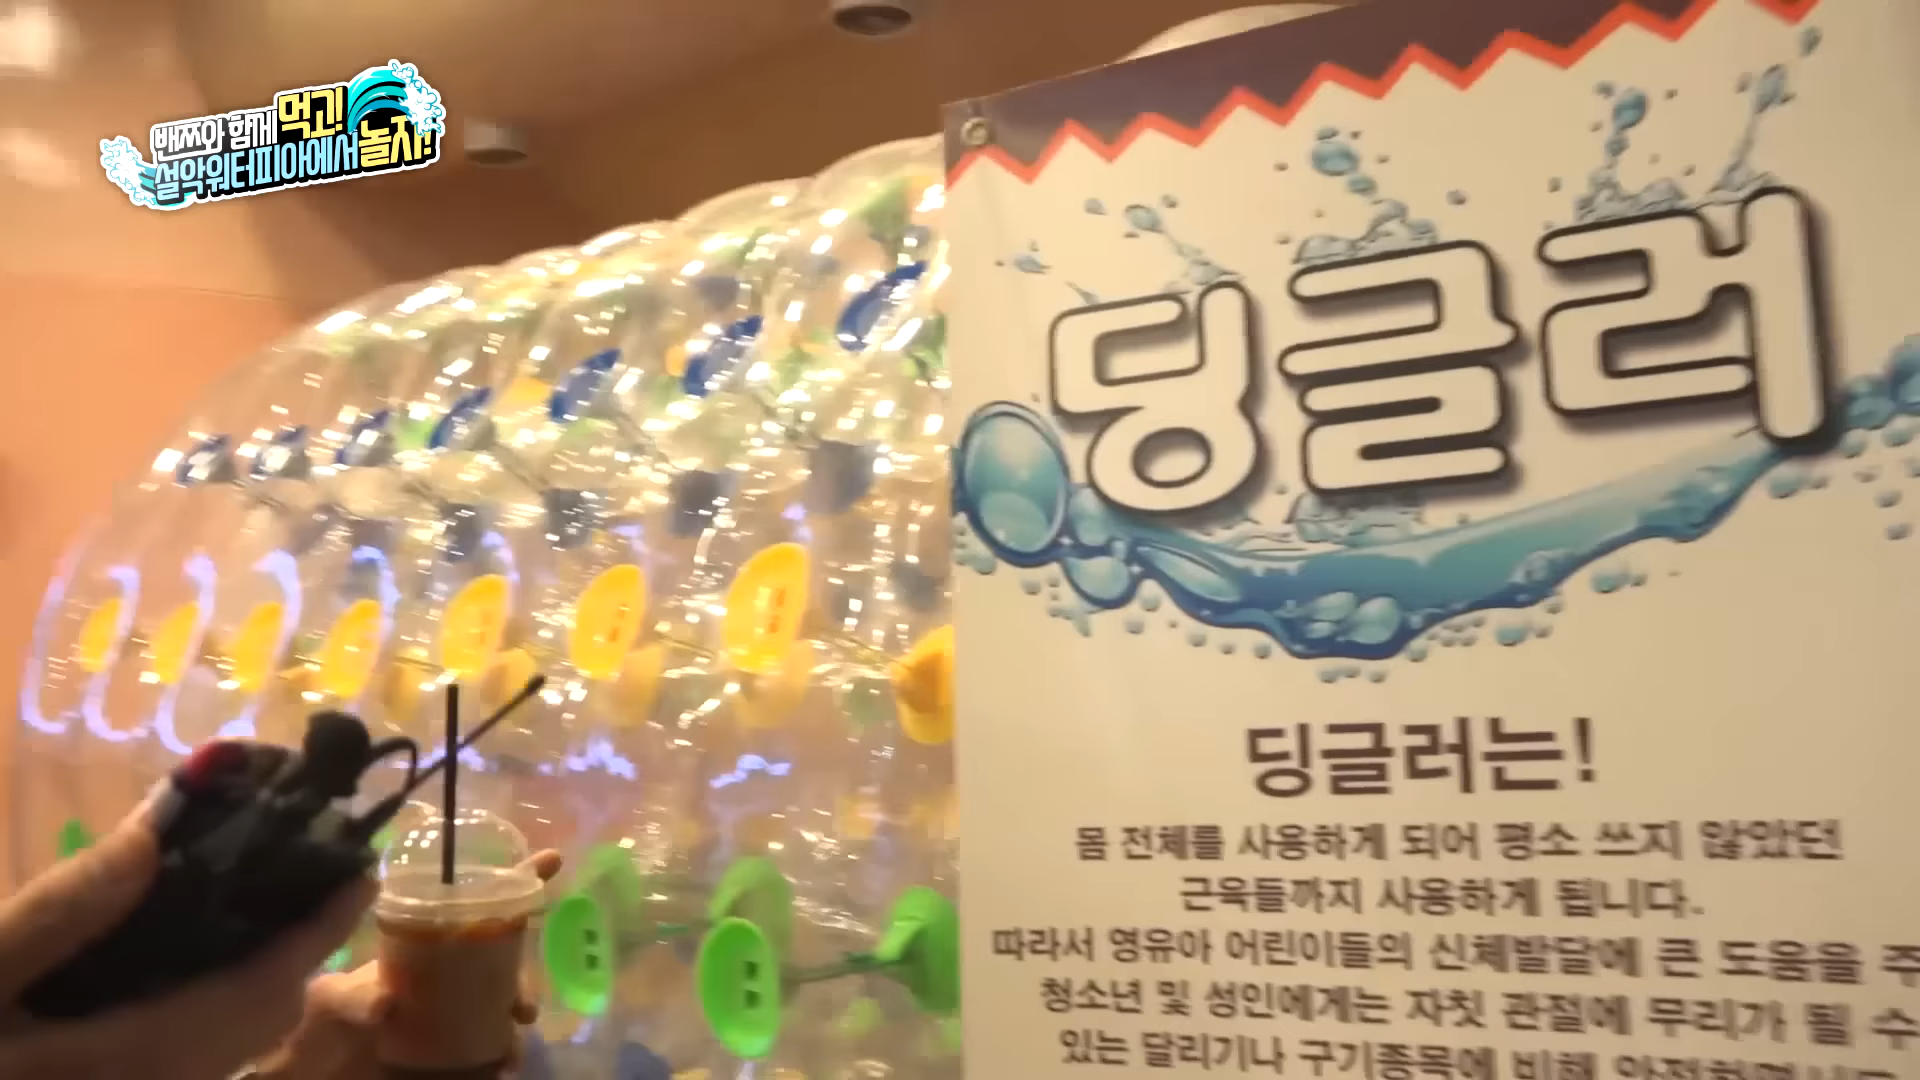 밴쯔와 함께 먹고!
설악워터피아에서 놀자!
딩글러
딩글러는!
몸 전체를 사용하게 되어 평소 쓰지 않았던
근육들까지 사용하게 됩니다.
따라서 영유아 어린이들의 신체발달에 큰 도움을 주
청소년 및 성인에게는 자칫 관절에 무리가 될 수
있는 달리기나 구기종목에 비해